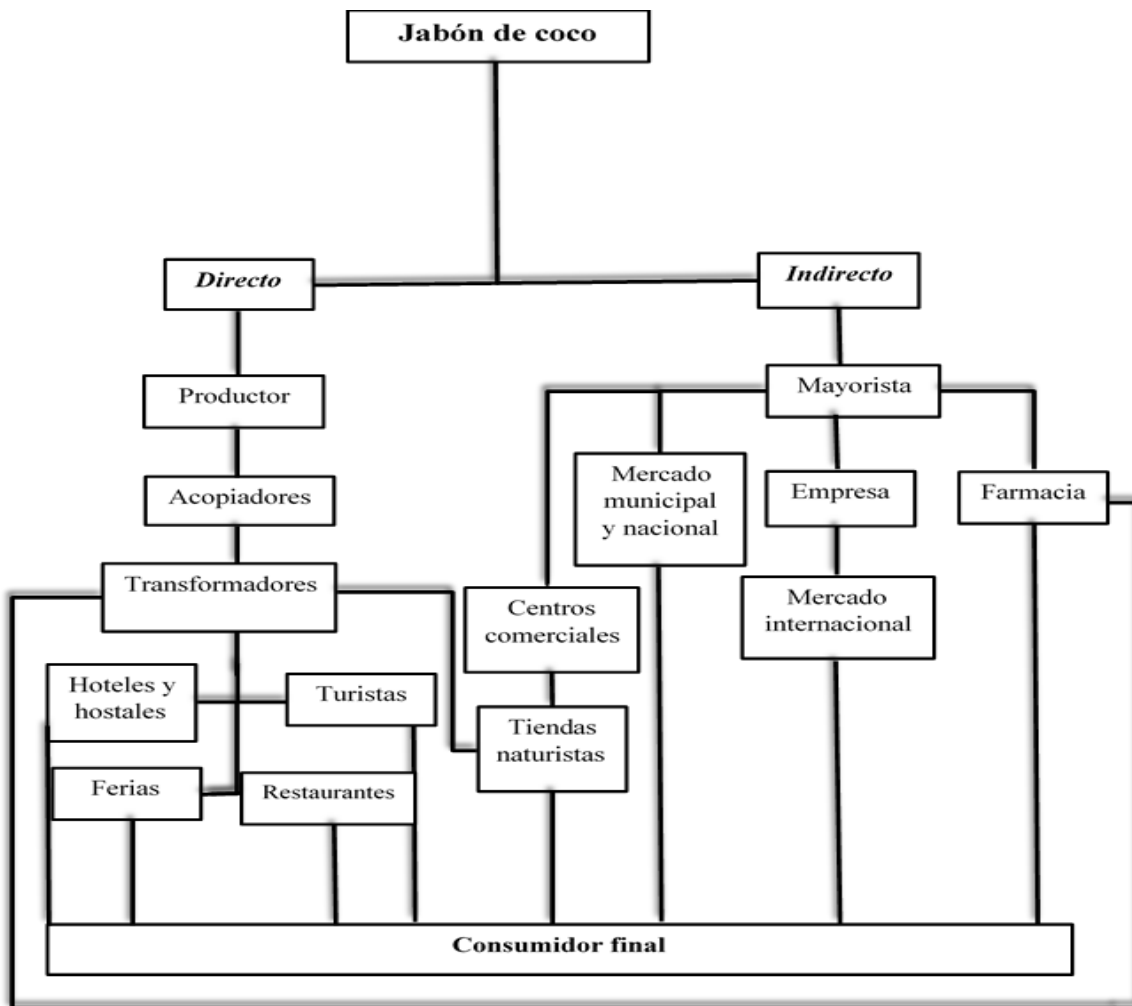 Jabón de coco
Directo
Indirecto
Productor
Mayorista
Acopiadores
Mercado
municipal
y nacional
Empresa
Farmacia
Transformadores
Centros
comerciales
Mercado
internacional
Hoteles y
hostales
Turistas
Tiendas
naturistas
Ferias
Restaurantes
Consumidor final